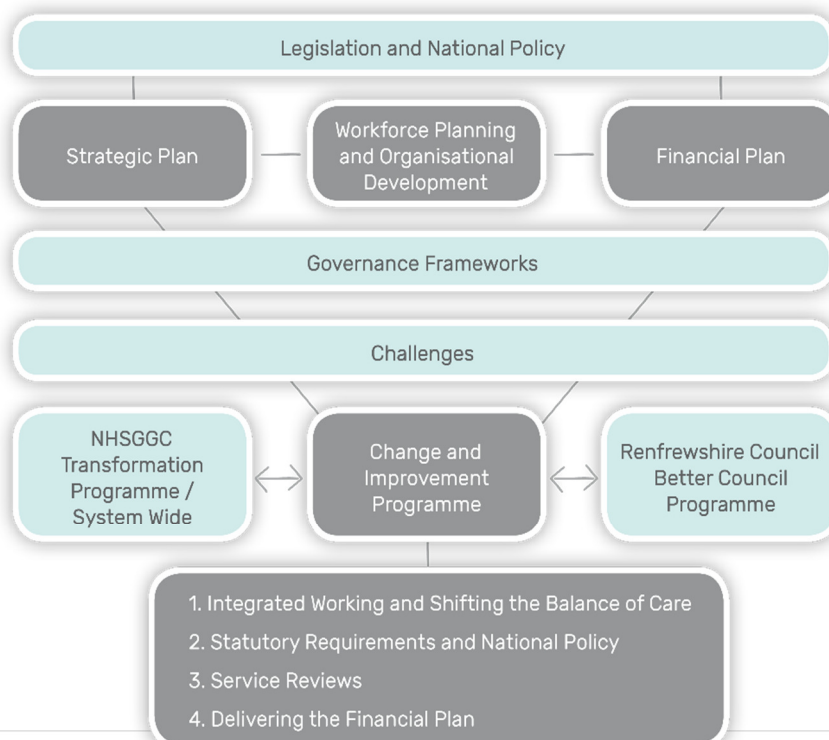 Legislation and National Policy
Strategic Plan
Workforce Planning
and Organisational
Development
Financial Plan
Governance Frameworks
Challenges
NHSGGC
Transformation
Programme /
System Wide
Change and
Improvement
Programme
Renfrewshire Council
Better Council
Programme
1. Integrated Working and Shifting the Balance of Care
2. Statutory Requirements and National Policy
3. Service Reviews
4. Delivering the Financial Plan